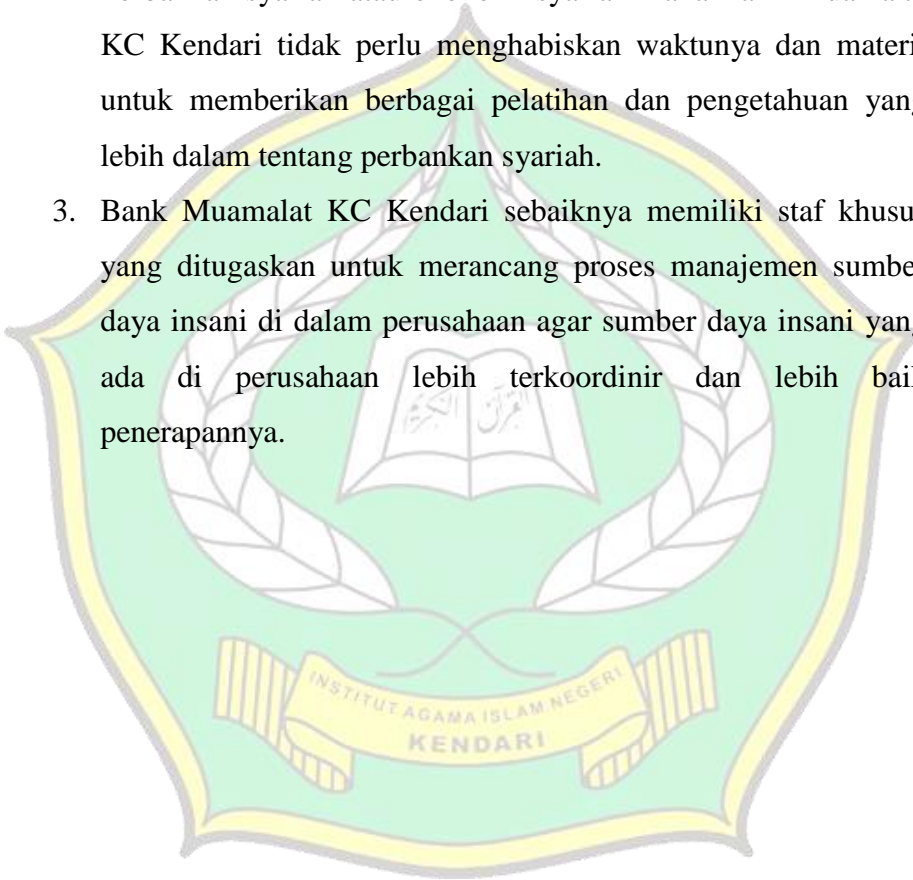 KC Kendari tidak perlu menghabiskan waktunya dan materi
untuk memberikan berbagai pelatihan dan pengetahuan yang
lebih dalam tentang perbankan syariah.
3. Bank Muamalat KC Kendari sebaiknya memiliki staf khusus
yang ditugaskan untuk merancang proses manajemen sumber
daya insani di dalam perusahaan agar sumber daya insani yang
ada di perusahaan lebih terkoordinir dan lebih baik
penerapannya.
القرآن الكريم
INSTITUT AGAMA ISLAM NEGERI
KENDARI